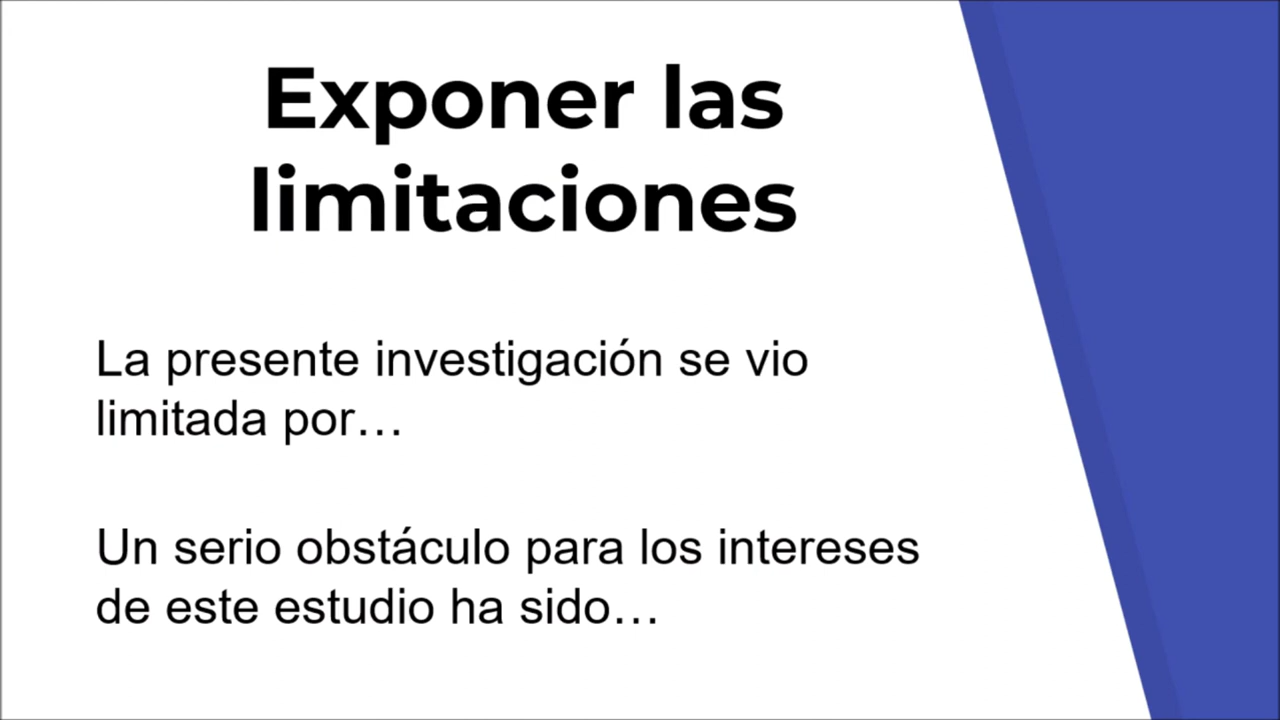 Exponer las
limitaciones
La presente investigación se vio
limitada por…
Un serio obstáculo para los intereses
de este estudio ha sido…